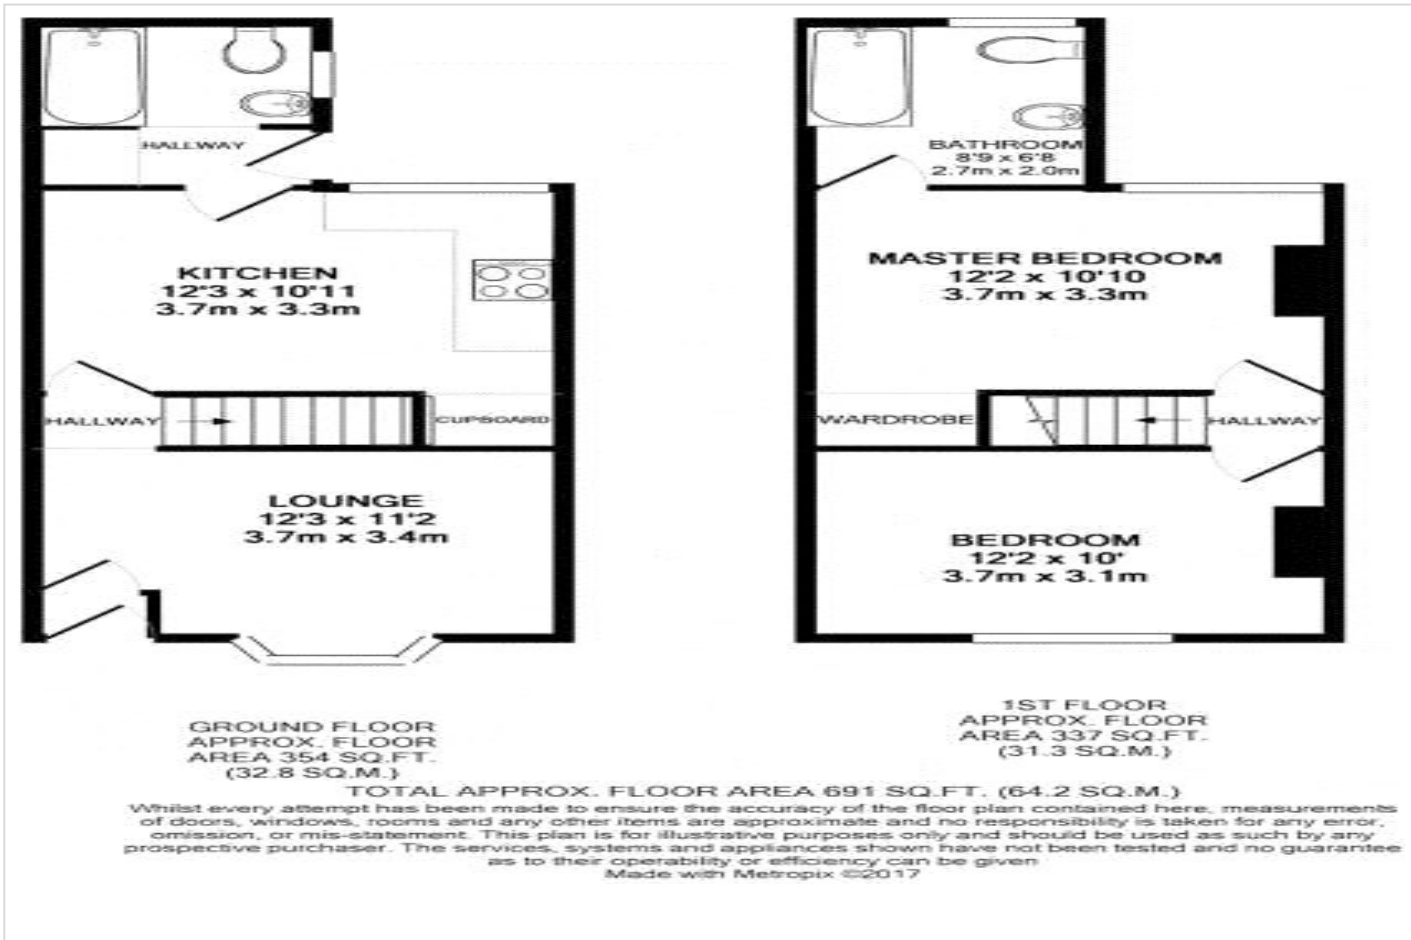 HALLWAY
KITCHEN
12'3 x 10'11
3.7m x 3.3m
HALLWAY
CUPBOARD
LOUNGE
12'3 x 11'2
3.7m x 3.4m
GROUND FLOOR
APPROX. FLOOR
AREA 354 SQ.FT.
(32.8 SQ.M.)
BATHROOM
8'9 x 6'8
2.7m x 2.0m
MASTER BEDROOM
12'2 x 10'10
3.7m x 3.3m
WARDROBE
HALLWAY
BEDROOM
12'2 x 10'
3.7m x 3.1m
1ST FLOOR
APPROX. FLOOR
AREA 337 SQ.FT.
(31.3 SQ.M.)
TOTAL APPROX. FLOOR AREA 691 SQ.FT. (64.2 SQ.M.)
Whilst every attempt has been made to ensure the accuracy of the floor plan contained here, measurements
of doors, windows, rooms and any other items are approximate and no responsibility is taken for any error,
omission, or mis-statement. This plan is for illustrative purposes only and should be used as such by any
prospective purchaser. The services, systems and appliances shown have not been tested and no guarantee
as to their operability or efficiency can be given
Made with Metropix ©2017